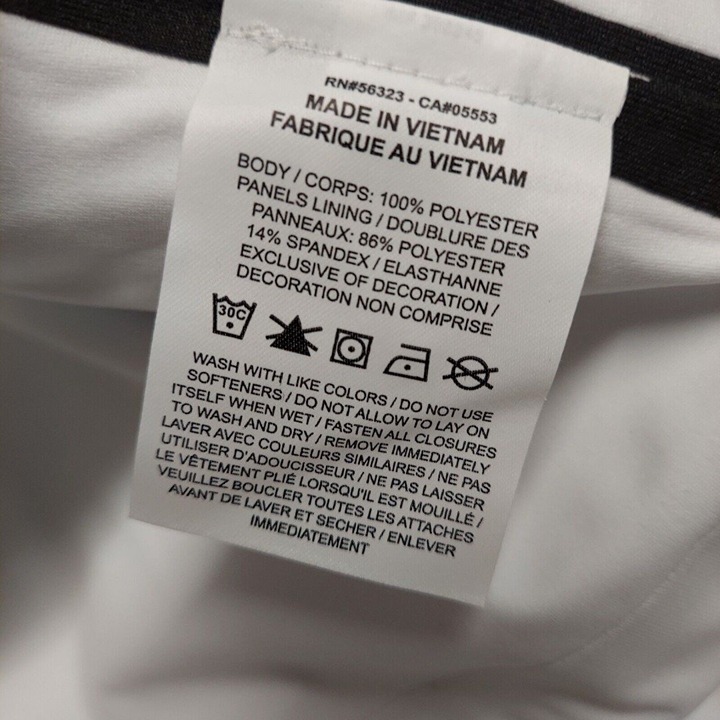 RN#56323 - CA#05553
MADE IN VIETNAM
FABRIQUE AU VIETNAM
BODY / CORPS: 100% POLYESTER
PANELS LINING / DOUBLURE DES
PANNEAUX: 86% POLYESTER
14% SPANDEX / ELASTHANNE
EXCLUSIVE OF DECORATION /
DECORATION NON COMPRISE
30C
WASH WITH LIKE COLORS / DO NOT USE
SOFTENERS / DO NOT ALLOW TO LAY ON
ITSELF WHEN WET / FASTEN ALL CLOSURES
TO WASH AND DRY / REMOVE IMMEDIATELY
LAVER AVEC COULEURS SIMILAIRES / NE PAS
UTILISER D'ADOUCISSEUR / NE PAS LAISSER
LE VÊTEMENT PLIÉ LORSQU'IL EST MOUILLÉ /
VEUILLEZ BOUCLER TOUTES LES ATTACHES
AVANT DE LAVER ET SECHER / ENLEVER
IMMEDIATEMENT